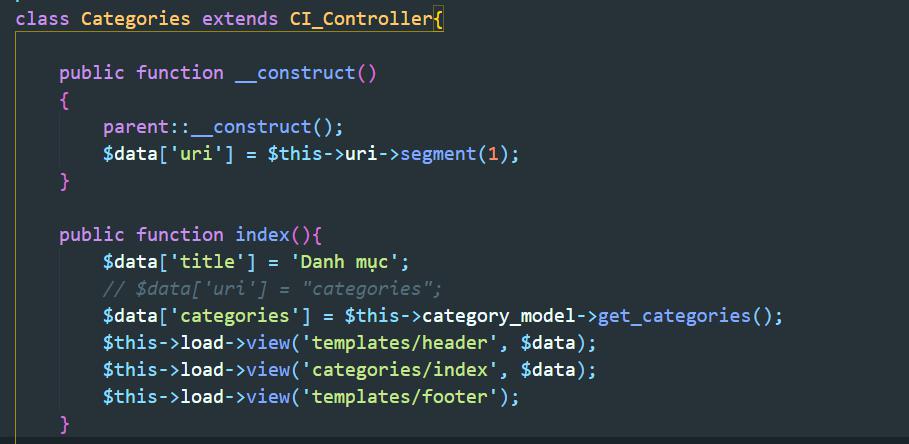 class Categories extends CI_Controller{
public function __construct()
{
parent::__construct();
$data['uri'] = $this->uri->segment(1);
}
public function index(){
$data['title'] = 'Danh mục';
// $data['uri'] = "categories";
$data['categories'] = $this->category_model->get_categories();
$this->load->view('templates/header', $data);
$this->load->view('categories/index', $data);
$this->load->view('templates/footer');
}